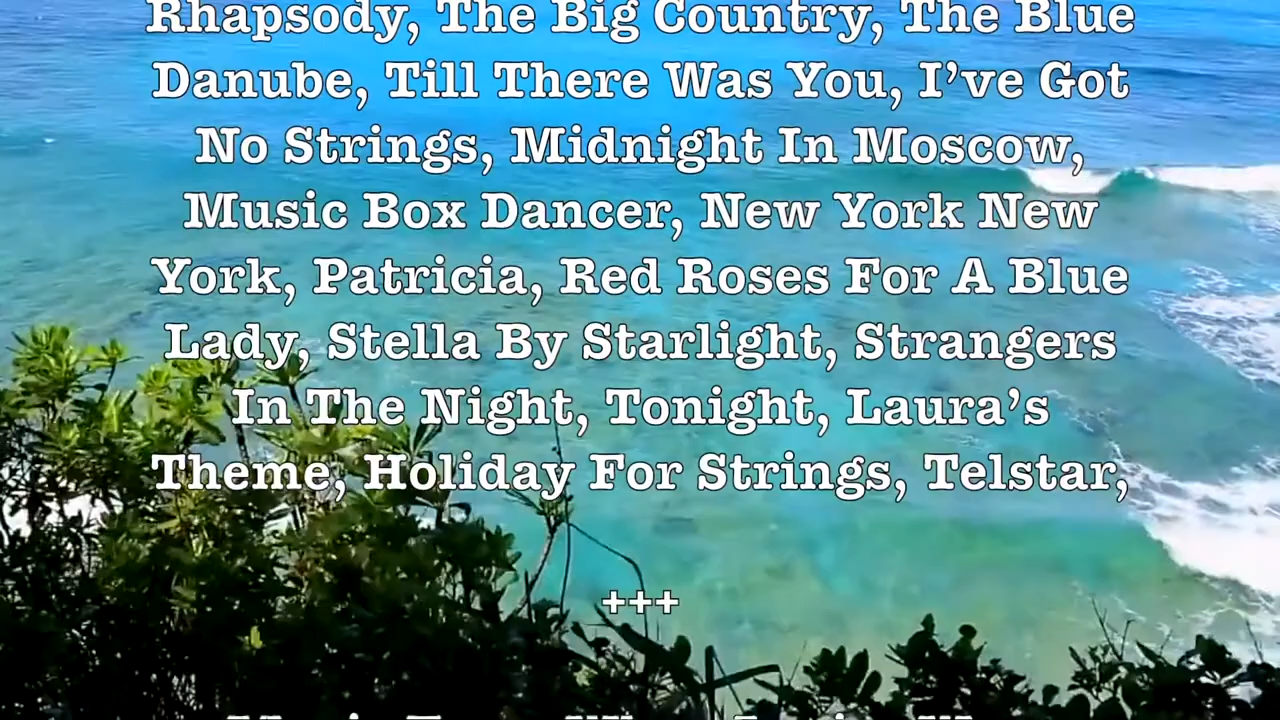 Rhapsody, The Big Country, The Blue
Danube, Till There Was You, I’ve Got
No Strings, Midnight In Moscow,
Music Box Dancer, New York New
York, Patricia, Red Roses For A Blue
Lady, Stella By Starlight, Strangers
In The Night, Tonight, Laura’s
Theme, Holiday For Strings, Telstar,
+++